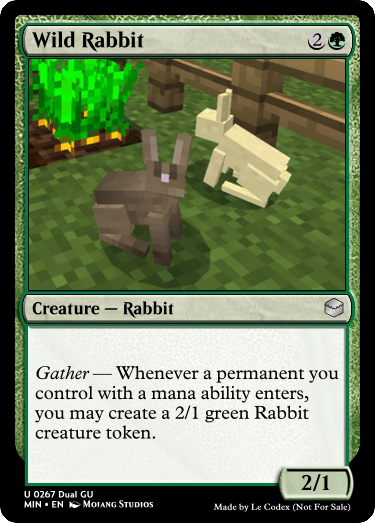 Wild Rabbit 2
Creature — Rabbit
Gather — Whenever a permanent you
control with a mana ability enters,
you may create a 2/1 green Rabbit
creature token.
2/1
U 0267 Dual GU
MIN • EN Mojang Studios
Made by Le Codex (Not For Sale)